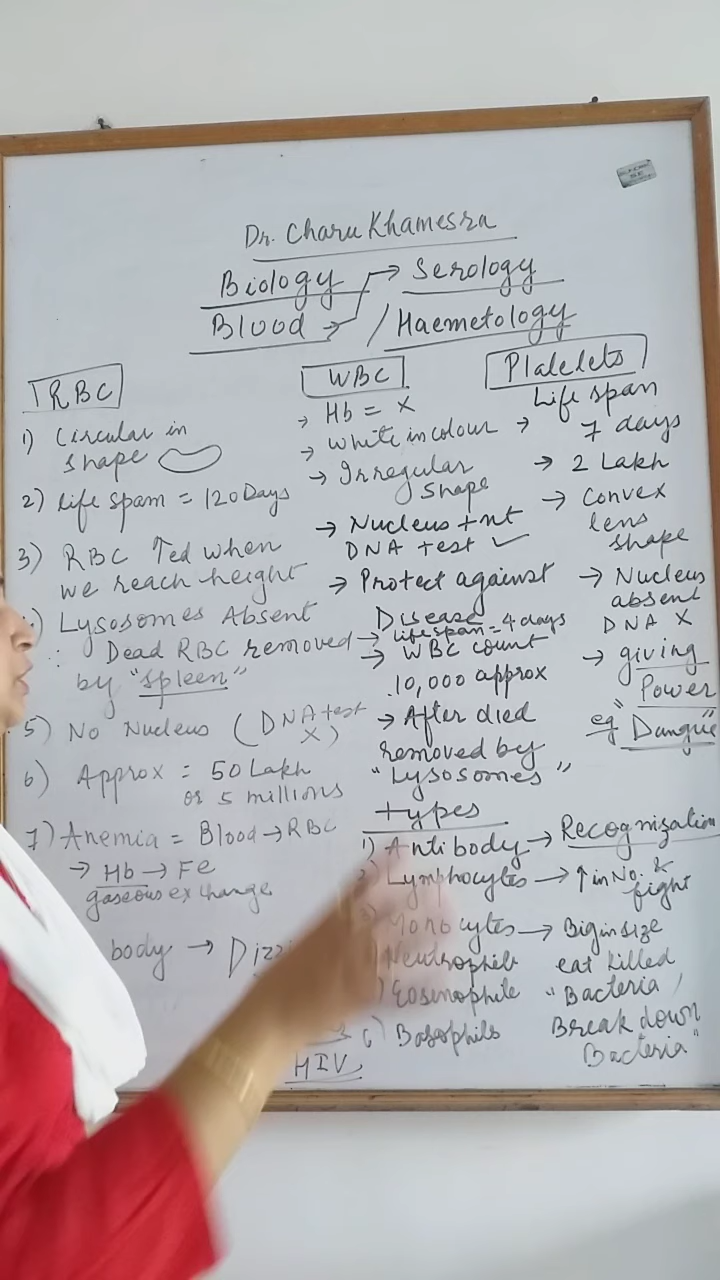 Dr. Charu Khamesra
Biology → Serology
Blood → / Haemetology
RBC
1) Circular in
shape
2) life spam = 120 Days
3) RBC ↑ed when
we reach height
Lysosomes Absent
∴ Dead RBC removed
by "Spleen"
5) No Nucleus (DNA test
X)
6) Approx = 50 Lakh
or 5 millions
7) Anemia = Blood → RBC
→ Hb → Fe
gaseous exchange
body →
HIV
WBC
→ Hb = X
→ White in colour
→ Irregular
Shape
→ Nucleus + nt
DNA test ✓
→ Protect against
Disease
→ lifespan = 4 days
→ WBC count
10,000 approx
→ After died
removed by
"Lysosomes"
types
1) Antibody → Recognization
2) Lymphocytes → ↑ in No. &
fight
3) Monocytes → Big in size
Neutrophils eat killed
) Eosinophile "Bacteria
6) Basophils Break down
Bacteria"
Platelets
Life span
→ 7 days
→ 2 Lakh
→ Convex
lens
shape
→ Nucleus
absent
DNA X
→ giving
Power
eg "Dangue"